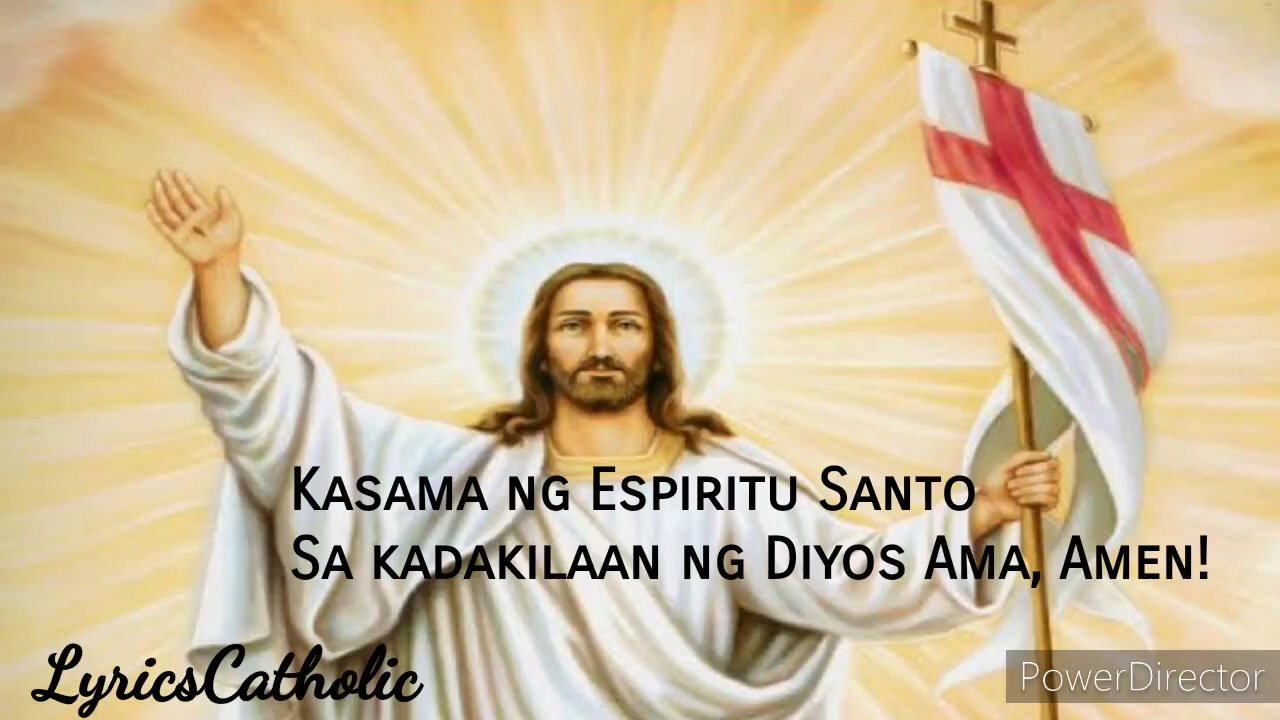 Kasama ng Espiritu Santo
Sa kadakilaan ng Diyos Ama, Amen!
LyricsCatholic
PowerDirector